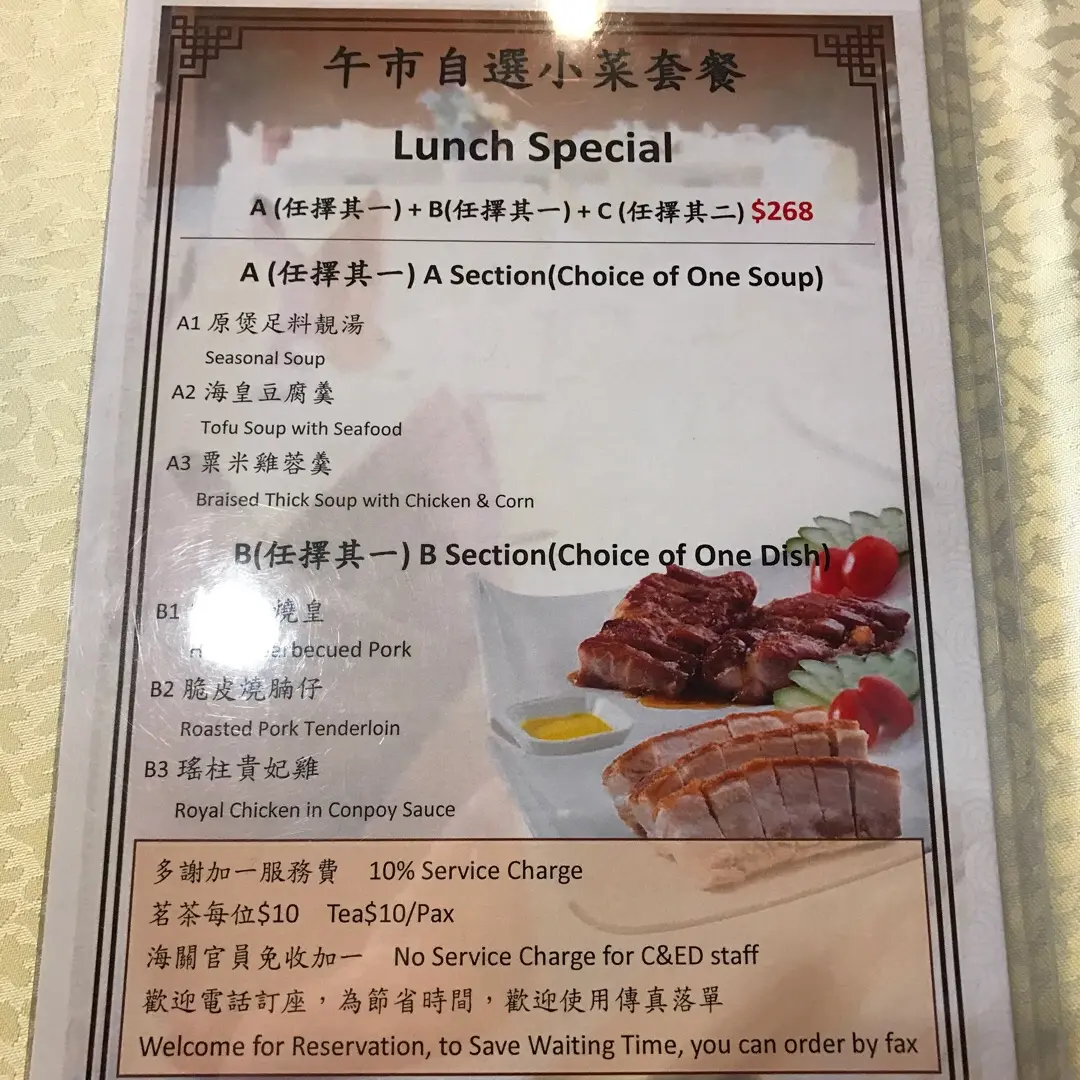 午市自選小菜套餐
Lunch Special
A (任擇其一) + B(任擇其一) + C (任擇其二) $268
A (任擇其一) A Section(Choice of One Soup)
A1 原煲足料靚湯
Seasonal Soup
A2 海皇豆腐羹
Tofu Soup with Seafood
A3 粟米雞蓉羹
Braised Thick Soup with Chicken & Corn
B(任擇其一) B Section(Choice of One Dish)
B1 燒皇
Pork
B2 脆皮燒腩仔
Roasted Pork Tenderloin
B3 瑤柱貴妃雞
Royal Chicken in Conpoy Sauce
多謝加一服務費 10% Service Charge
茗茶每位$10 Tea$10/Pax
海關官員免收加一 No Service Charge for C&ED staff
歡迎電話訂座，為節省時間，歡迎使用傳真落單
Welcome for Reservation, to Save Waiting Time, you can order by fax